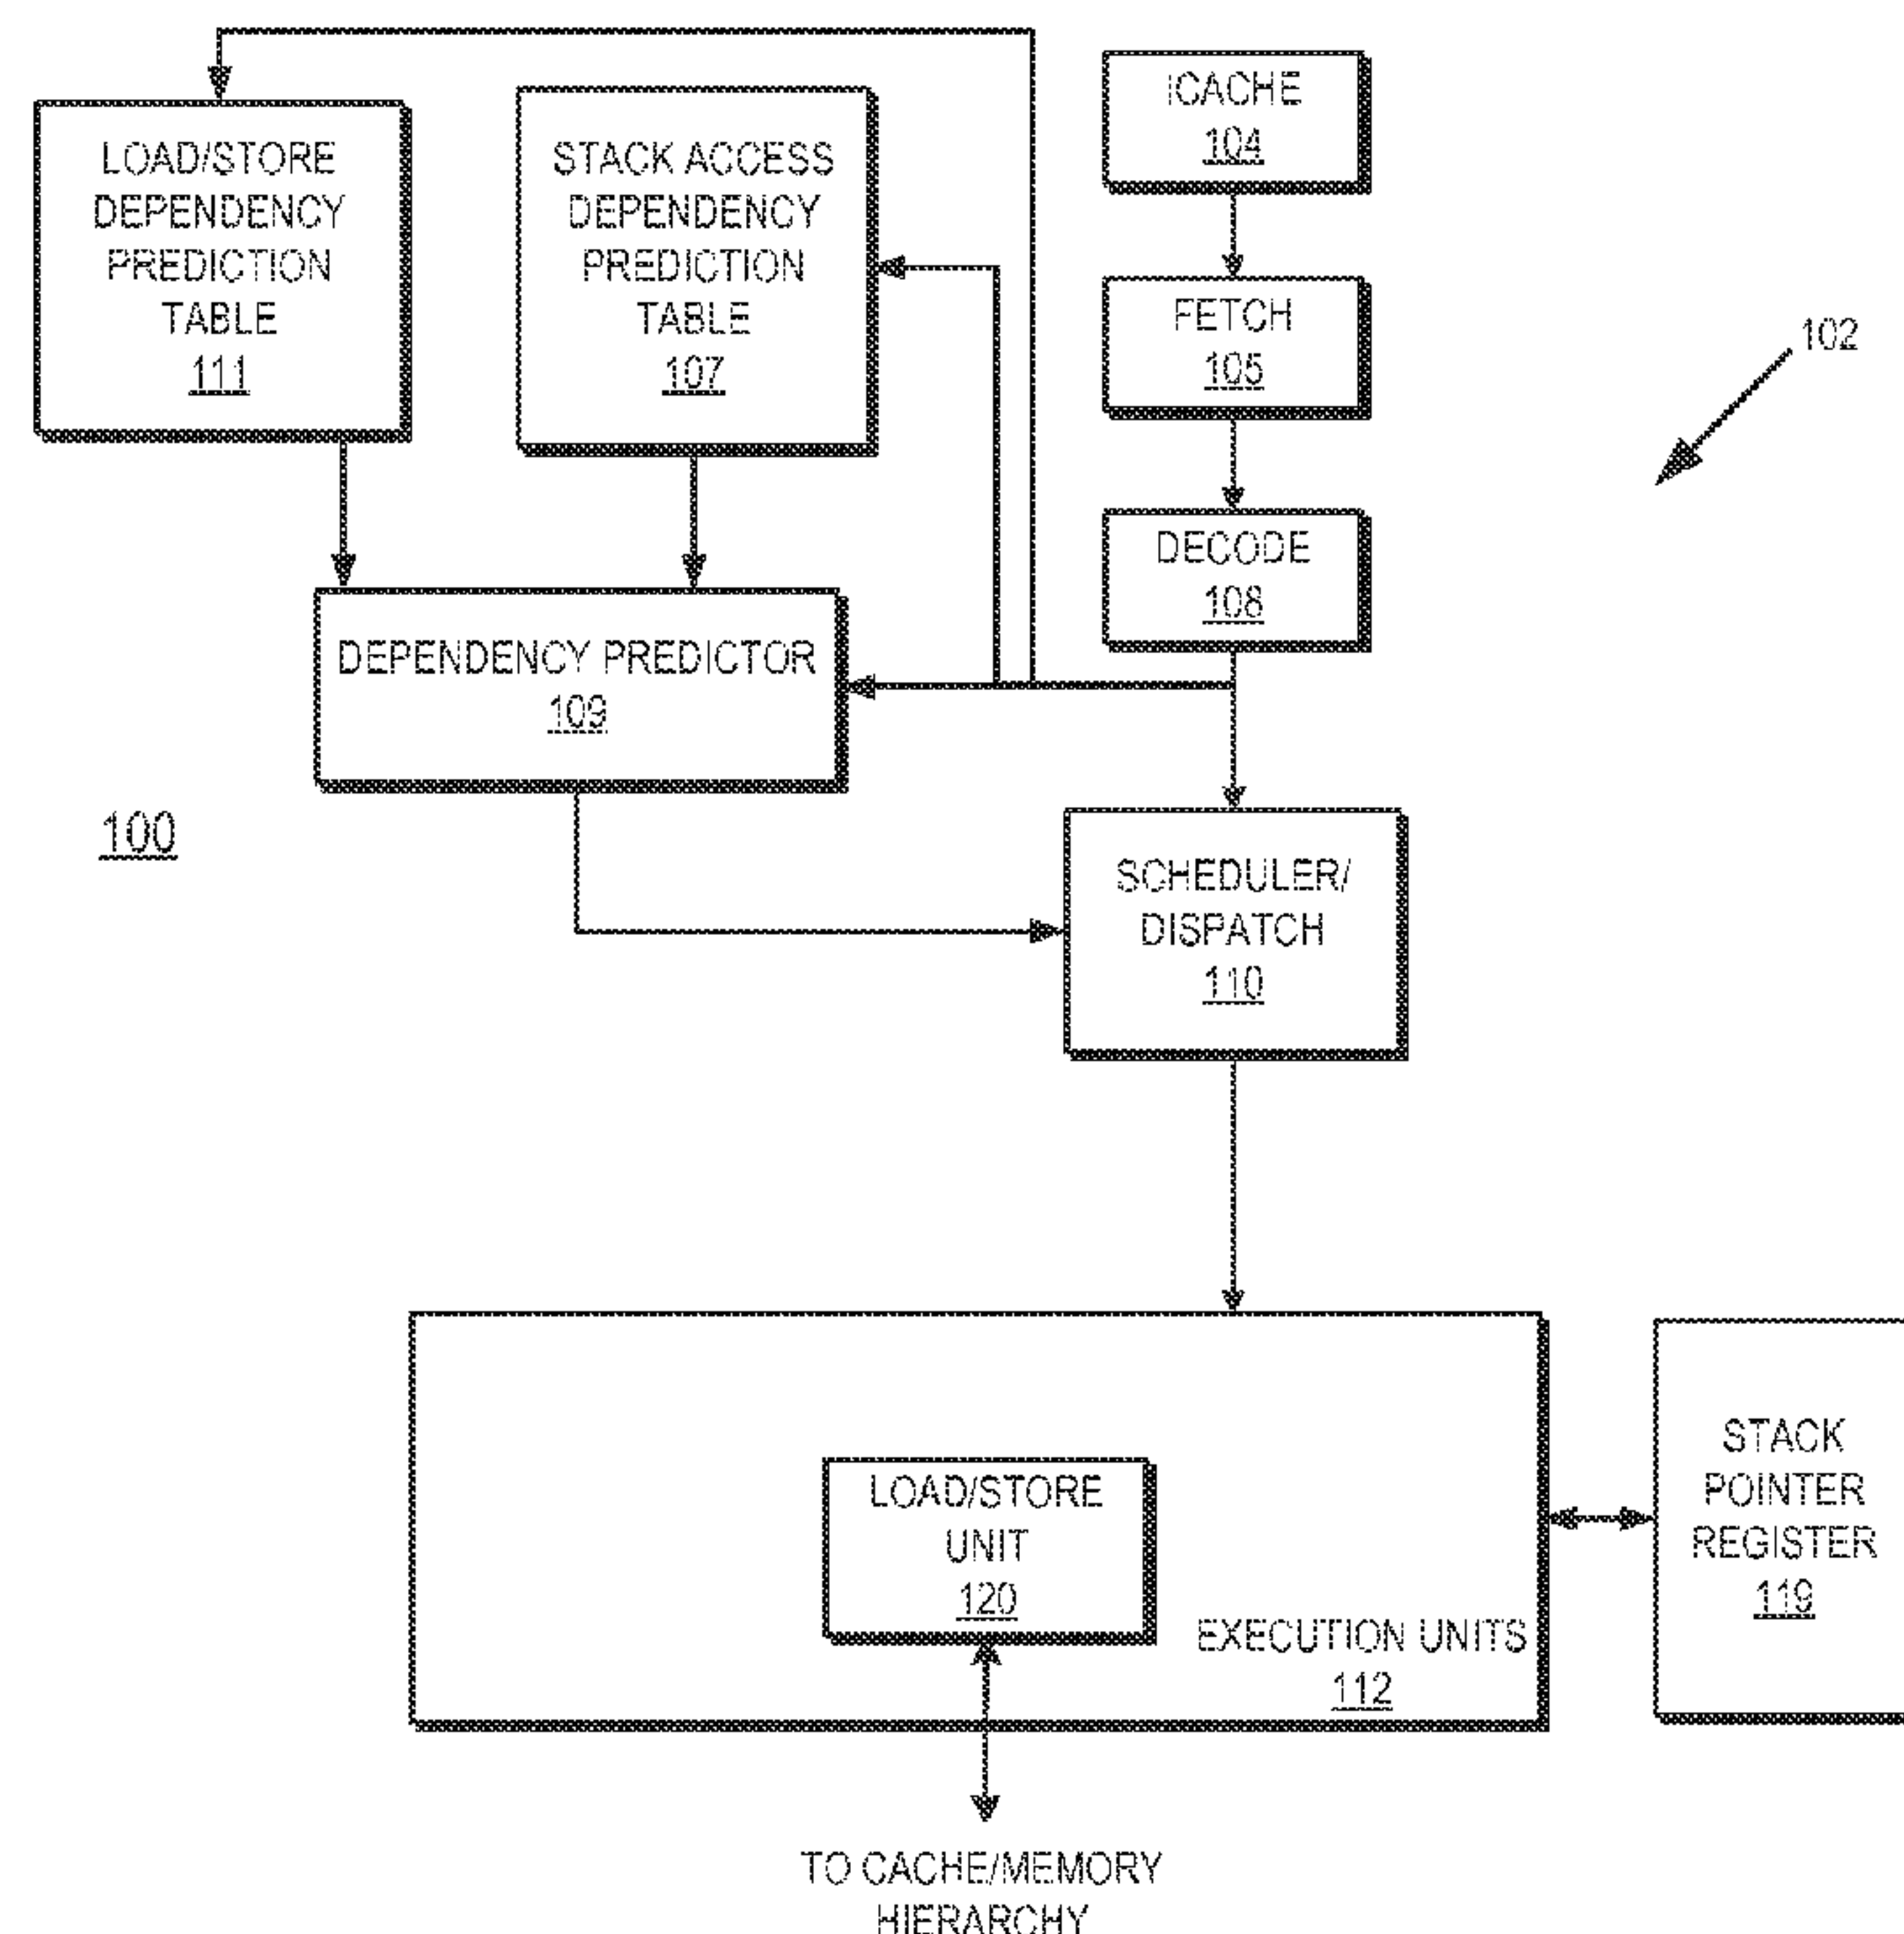 LOAD/STORE
DEPENDENCY
PREDICTION
TABLE
111
STACK ACCESS
DEPENDENCY
PREDICTION
TABLE
107
ICACHE
104
FETCH
105
102
DECODE
108
DEPENDENCY PREDICTOR
109
100
SCHEDULER/
DISPATCH
110
LOAD/STORE
UNIT
120
EXECUTION UNITS
112
STACK
POINTER
REGISTER
119
TO CACHE/MEMORY
HIERARCHY